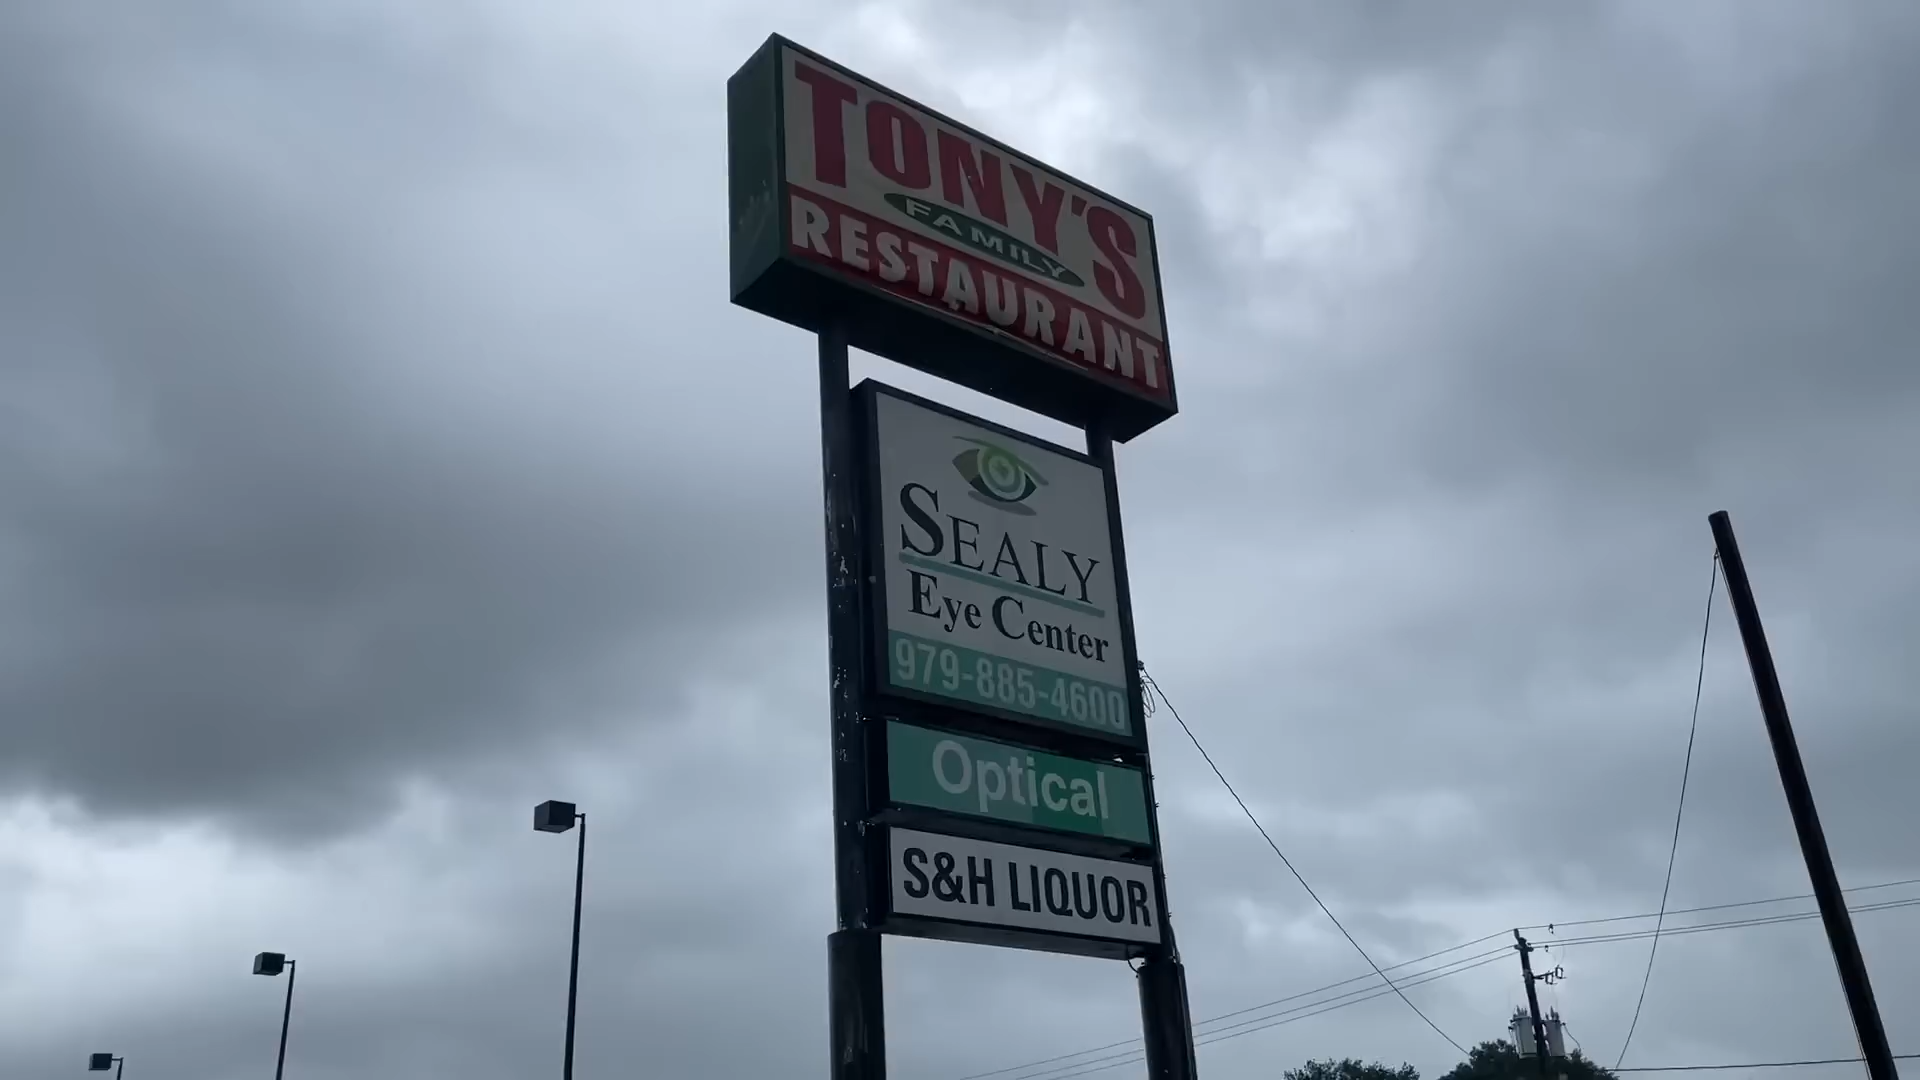 TONY'S
FAMILY
RESTAURANT
SEALY
Eye Center
979-885-4600
Optical
S&H LIQUOR